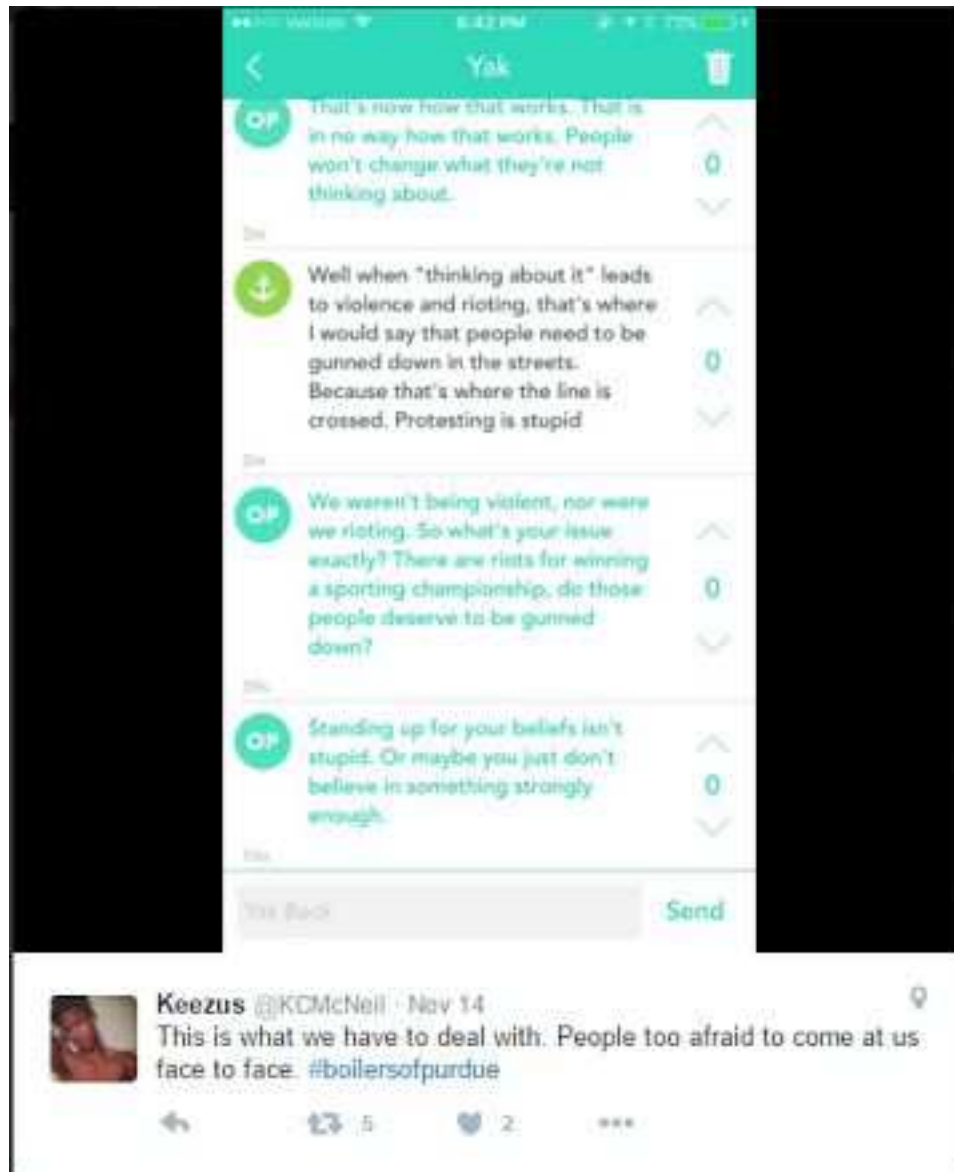 Yak
OP
That's now how that works. That is
in no way how that works. People
won't change what they're not
thinking about.
0
Well when "thinking about it" leads
to violence and rioting, that's where
I would say that people need to be
gunned down in the streets.
Because that's where the line is
crossed. Protesting is stupid
0
OP
We weren't being violent, nor were
we rioting. So what's your issue
exactly? There are riots for winning
a sporting championship, do those
people deserve to be gunned
down?
0
OP
Standing up for your beliefs isn't
stupid. Or maybe you just don't
believe in something strongly
enough.
0
Yak Back
Send
Keezus @KCMcNeil · Nov 14
This is what we have to deal with. People too afraid to come at us
face to face. #boilersofpurdue
5
2